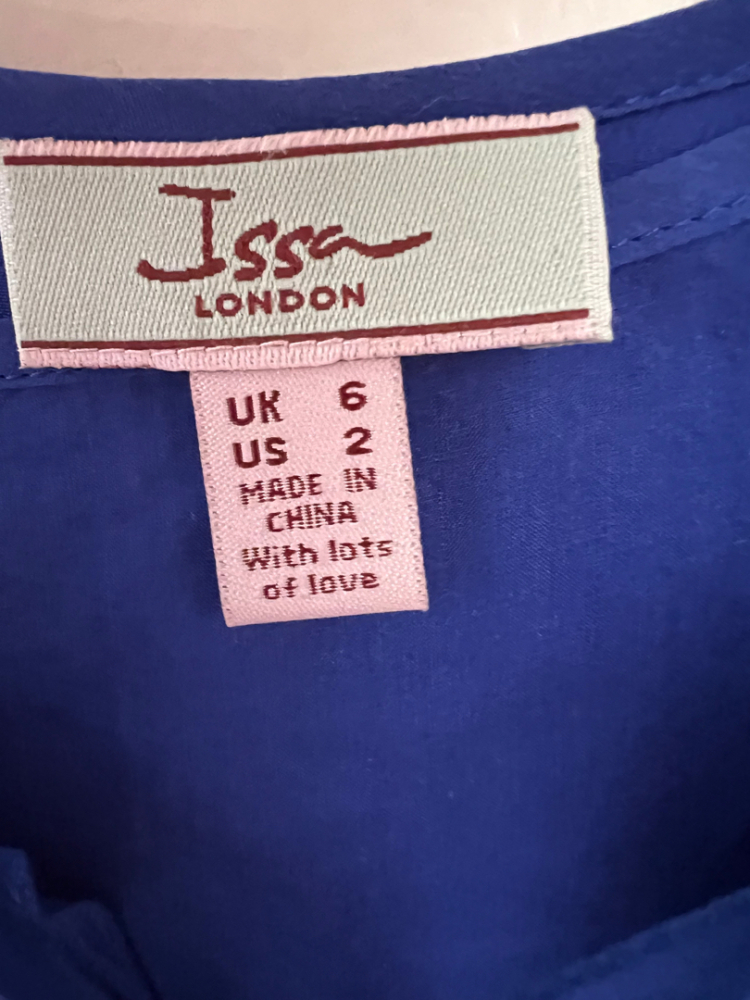 Issa
LONDON
UK 6
US 2
MADE IN
CHINA
With lots
of love